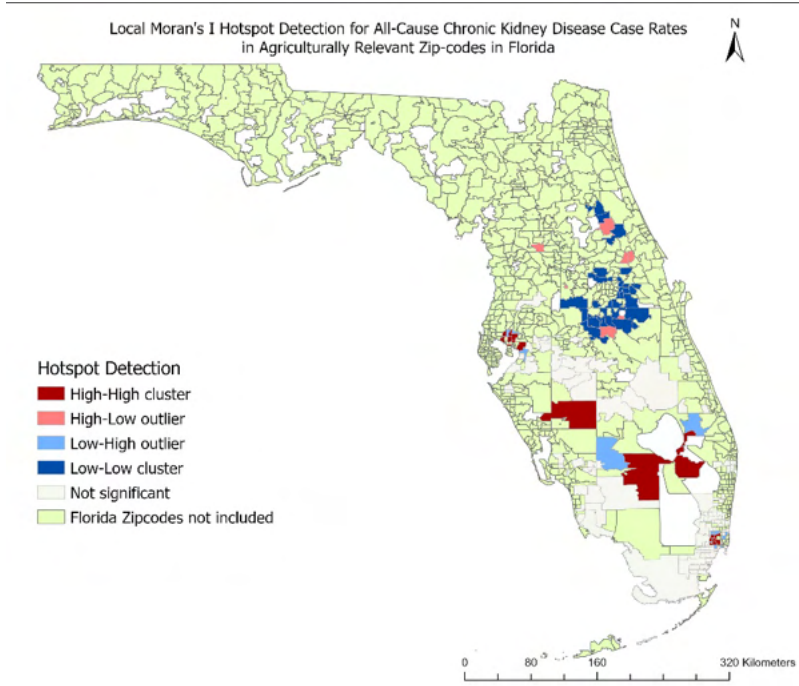 Local Moran's I Hotspot Detection for All-Cause Chronic Kidney Disease Case Rates
in Agriculturally Relevant Zip-codes in Florida
N
Hotspot Detection
High-High cluster
High-Low outlier
Low-High outlier
Low-Low cluster
Not significant
Florida Zipcodes not included
0 80 160 320 Kilometers